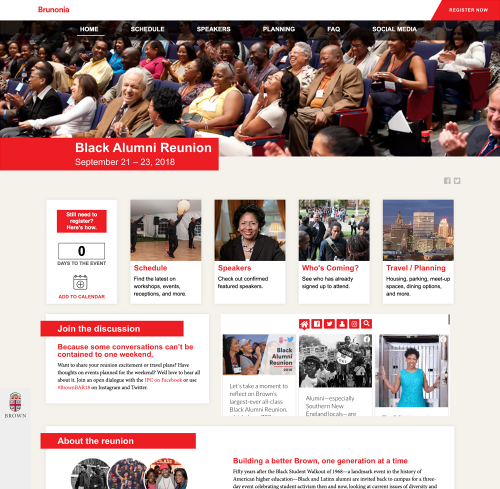 Brunonia
REGISTER NOW
HOME SCHEDULE SPEAKERS PLANNING FAQ SOCIAL MEDIA
Black Alumni Reunion
September 21 – 23, 2018
Still need to
register?
Here's how.
0
DAYS TO THE EVENT
ADD TO CALENDAR
Schedule
Find the latest on
workshops, events,
receptions, and more.
Speakers
Check out confirmed
featured speakers.
Who's Coming?
See who has already
signed up to attend.
Travel / Planning
Housing, parking, meet-up
spaces, dining options,
and more.
Join the discussion
Because some conversations can't be
contained to one weekend.
Want to share your reunion excitement or travel plans? Have
thoughts on events planned for the weekend? We'd love to hear all
about it. Join an open dialogue with the IPC on Facebook or use
#BrownBAR18 on Instagram and Twitter.
Black
Alumni
Reunion
2018
Let's take a moment
to reflect on Brown's
largest-ever all-class
Black Alumni Reunion,
Alumni—especially
Southern New
England locals— are
BROWN
About the reunion
Building a better Brown, one generation at a time
Fifty years after the Black Student Walkout of 1968—a landmark event in the history of
American higher education—Black and Latinx alumni are invited back to campus for a three-
day event celebrating student activism then and now, looking at current issues of diversity and